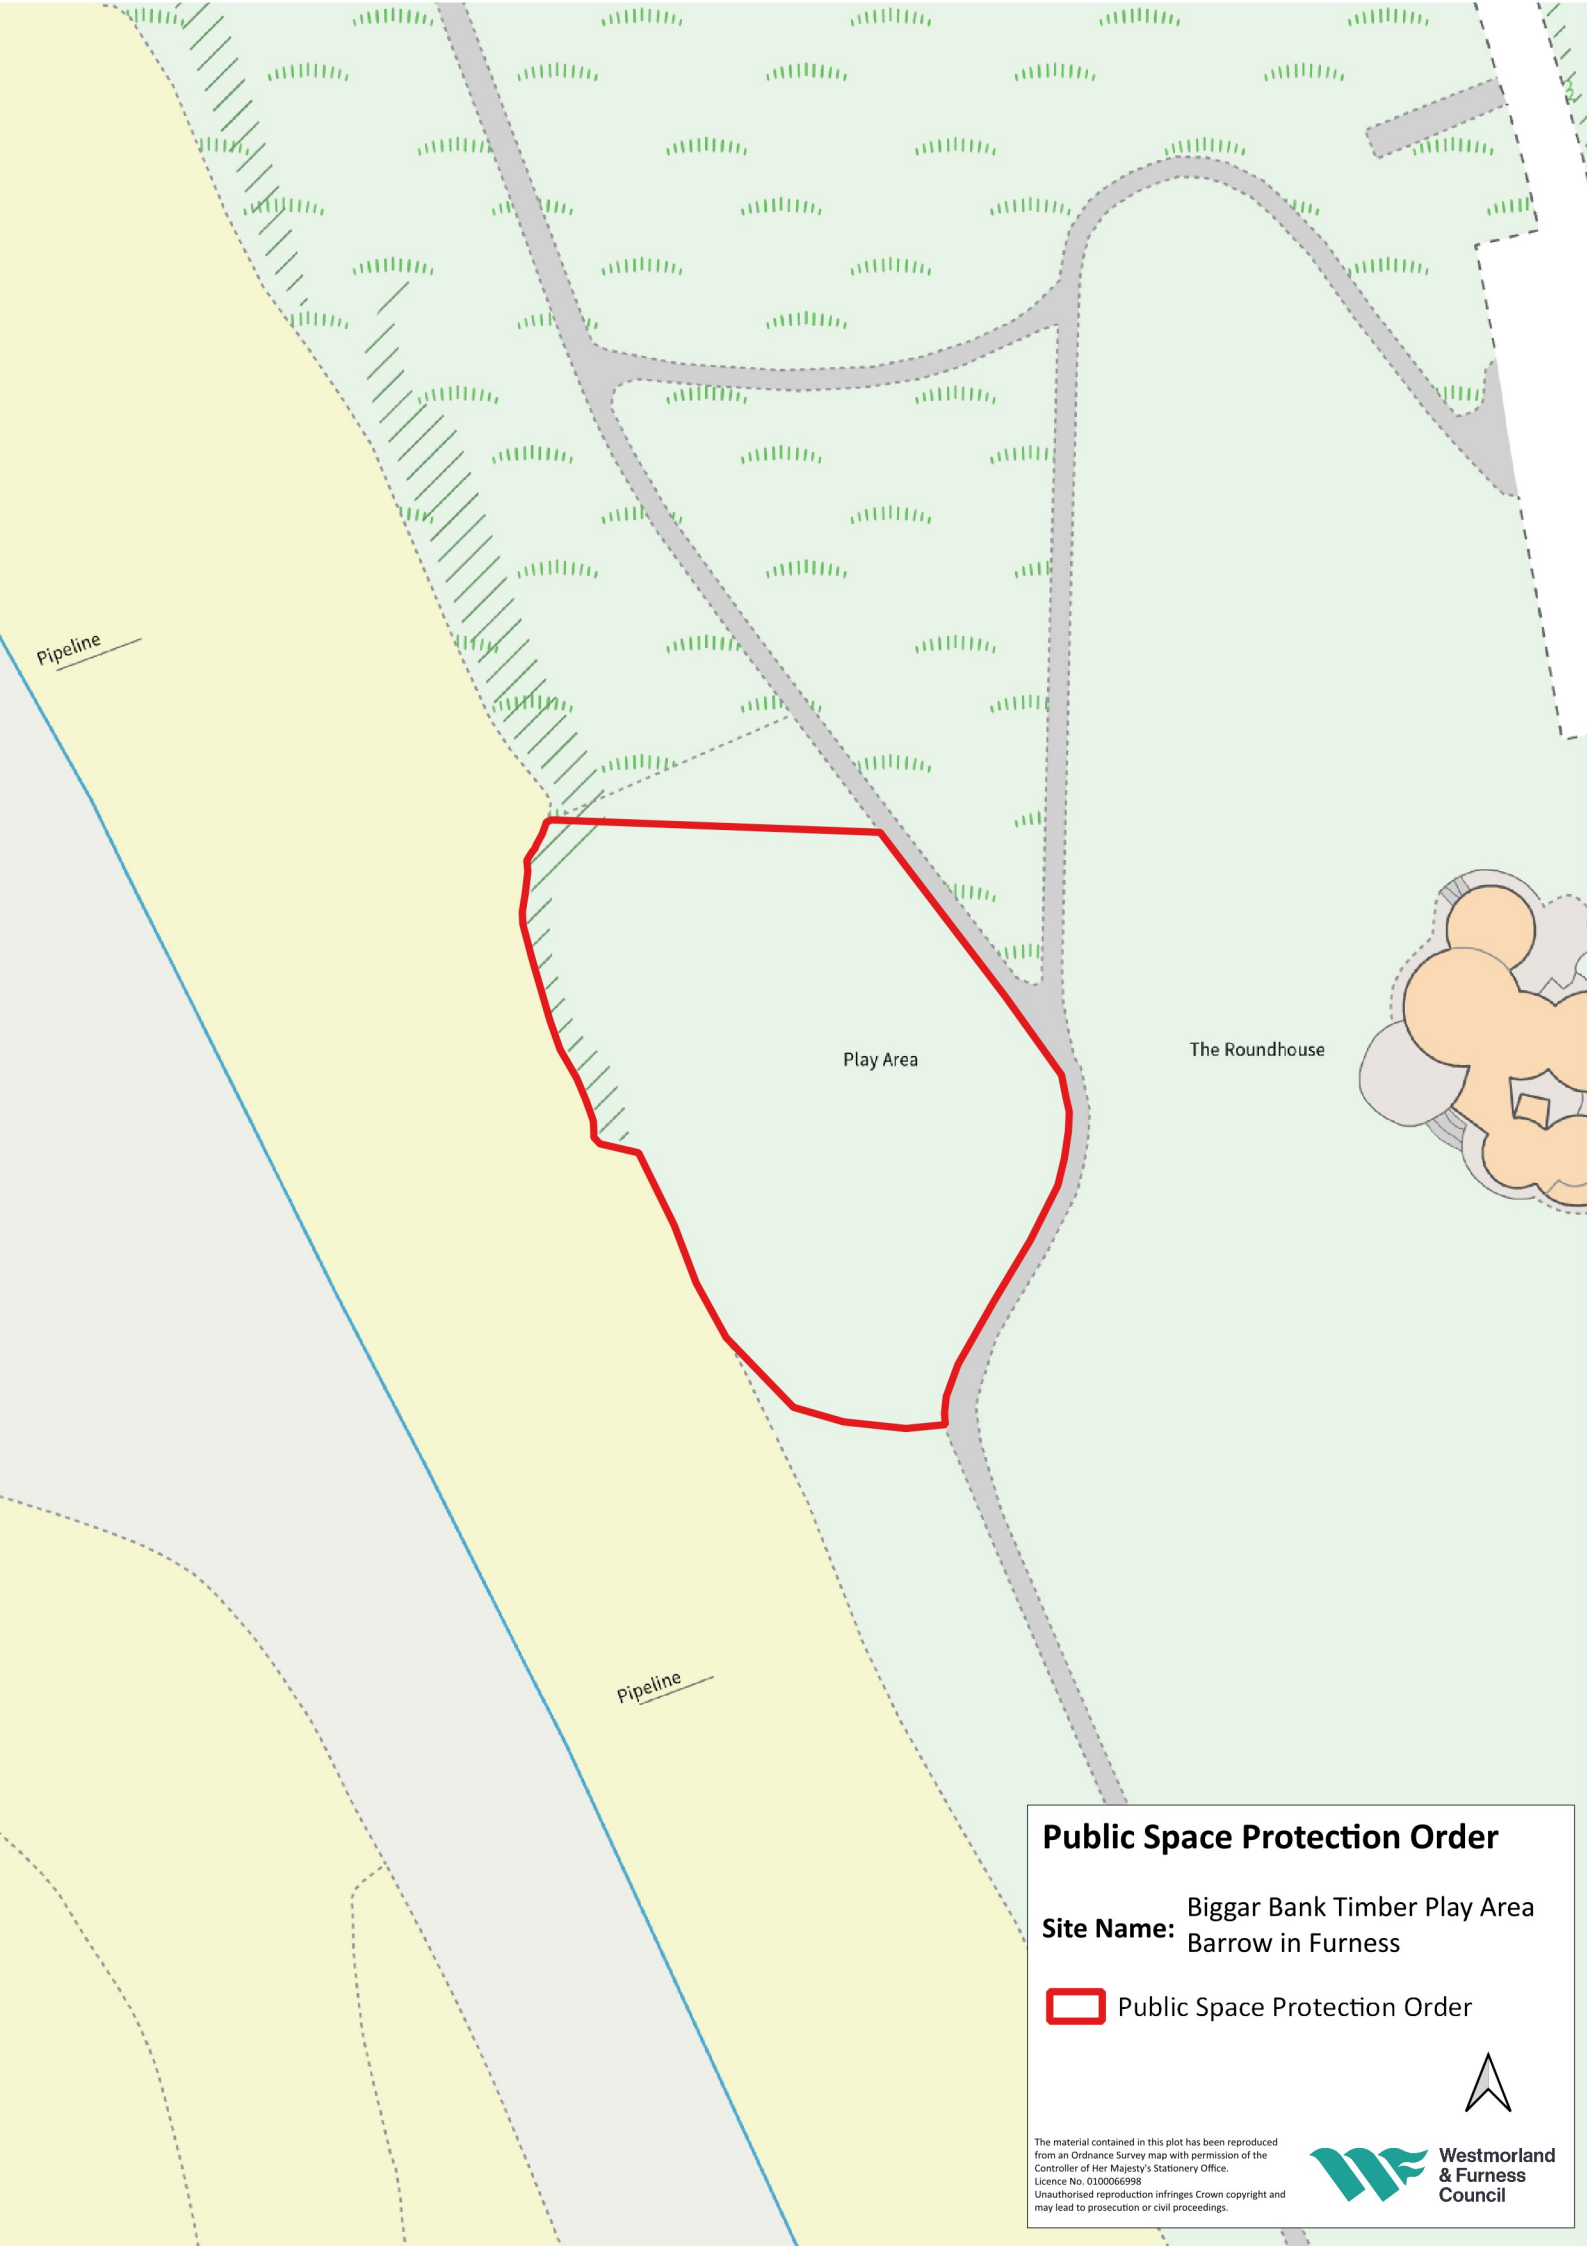 Pipeline
Play Area
The Roundhouse
Pipeline
Public Space Protection Order
Site Name:
Biggar Bank Timber Play Area
Barrow in Furness
Public Space Protection Order
The material contained in this plot has been reproduced
from an Ordnance Survey map with permission of the
Controller of Her Majesty's Stationery Office.
Licence No. 0100066998
Unauthorised reproduction infringes Crown copyright and
may lead to prosecution or civil proceedings.
Westmorland
& Furness
Council